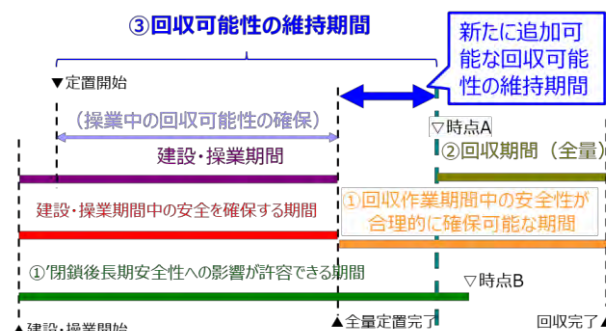 ③回収可能性の維持期間
新たに追加可
能な回収可能
性の維持期間
▼定置開始
(操業中の回収可能性の確保)
▽時点A
建設・操業期間
②回収期間(全量)
建設・操業期間中の安全を確保する期間
①回収作業期間中の安全性が
合理的に確保可能な期間
①'閉鎖後長期安全性への影響が許容できる期間
▽時点B
▲建設・操業開始
▲全量定置完了
回収完了▲